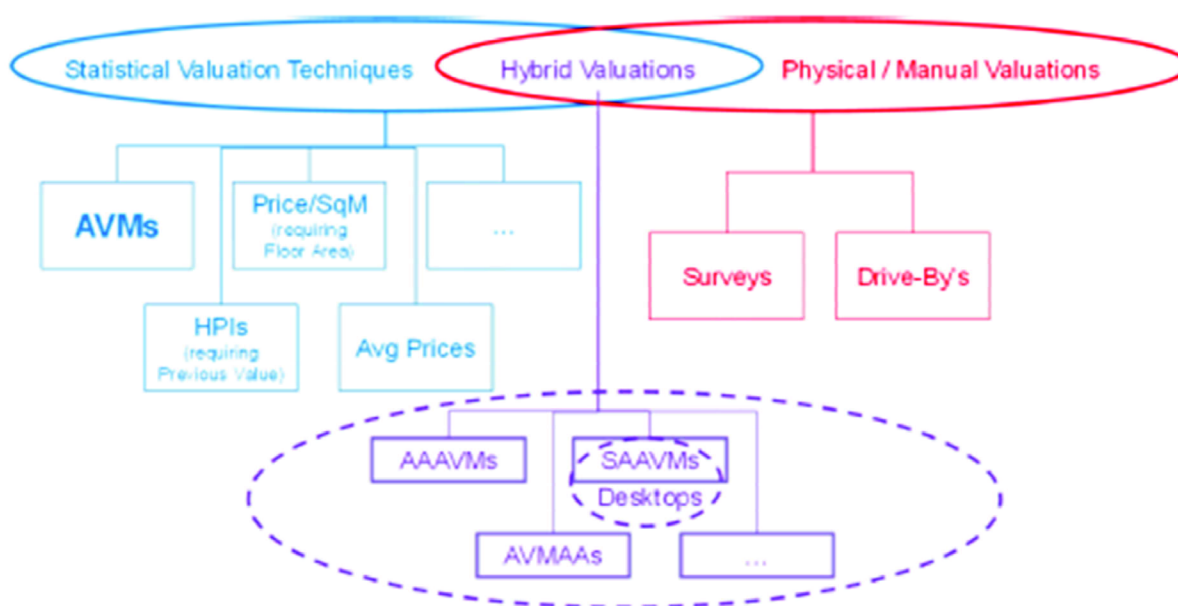 Statistical Valuation Techniques
Hybrid Valuations
Physical / Manual Valuations
AVMs
Price/SqM
(requiring
Floor Area)
...
HPIs
(requiring
Previous Value)
Avg Prices
Surveys
Drive-By's
AAAVMs
SAAVMs
Desktops
AVMAAs
...